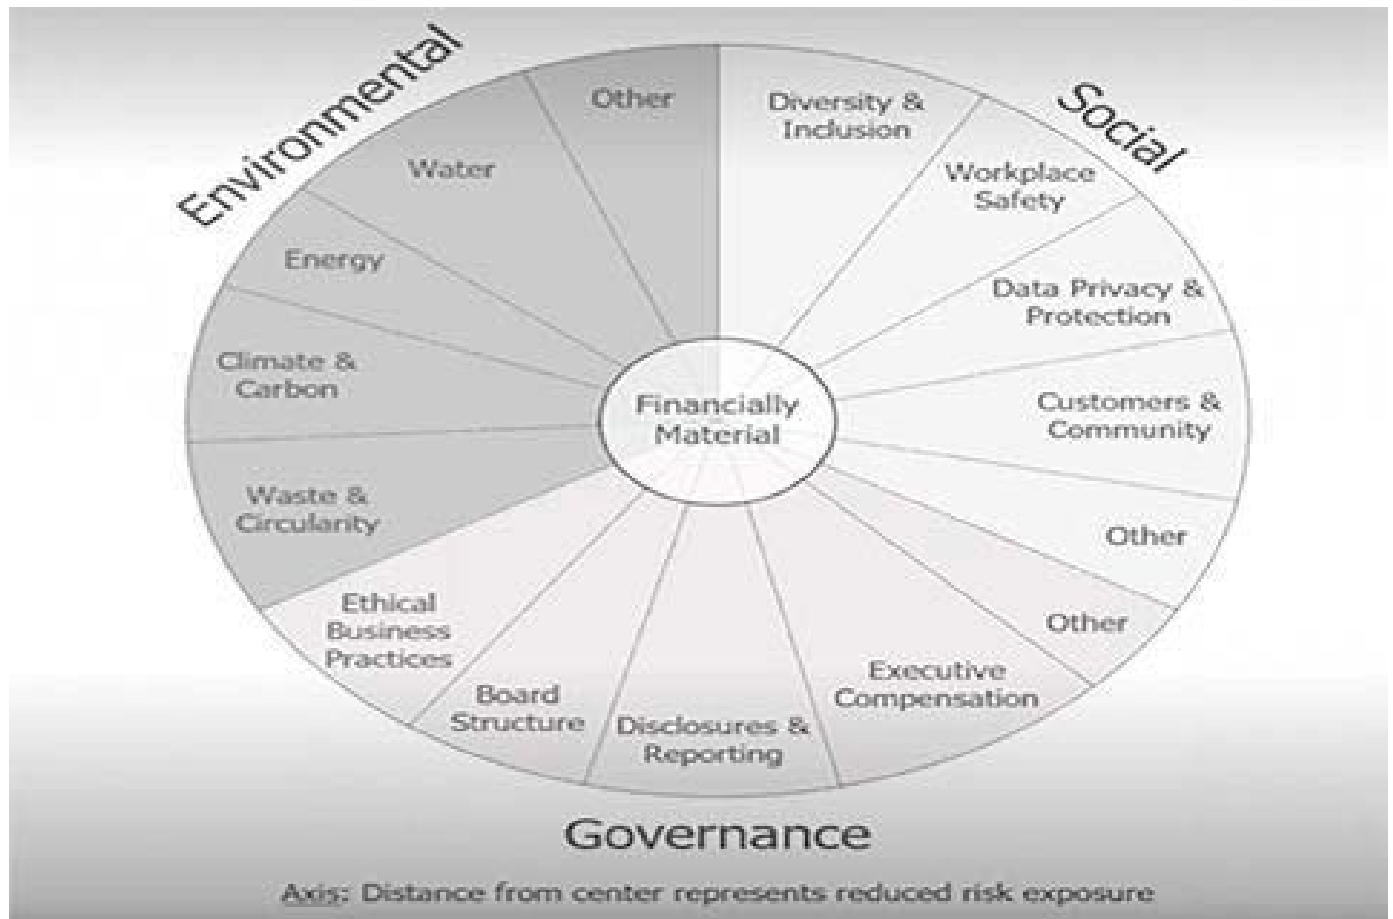 Environmental
Social
Other
Diversity &
Inclusion
Water
Workplace
Safety
Energy
Data Privacy &
Protection
Climate &
Carbon
Financially
Material
Customers &
Community
Waste &
Circularity
Other
Ethical
Business
Practices
Other
Board
Structure
Executive
Compensation
Disclosures &
Reporting
Governance
Axis: Distance from center represents reduced risk exposure